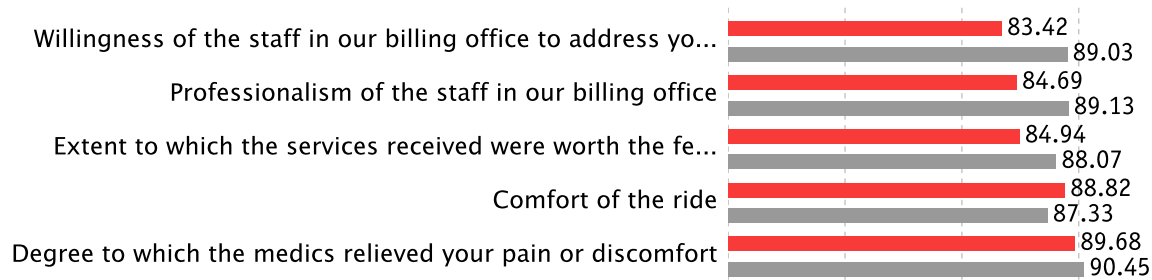 Willingness of the staff in our billing office to address yo... 83.42
89.03
Professionalism of the staff in our billing office 84.69
89.13
Extent to which the services received were worth the fe... 84.94
88.07
Comfort of the ride 88.82
87.33
Degree to which the medics relieved your pain or discomfort 89.68
90.45